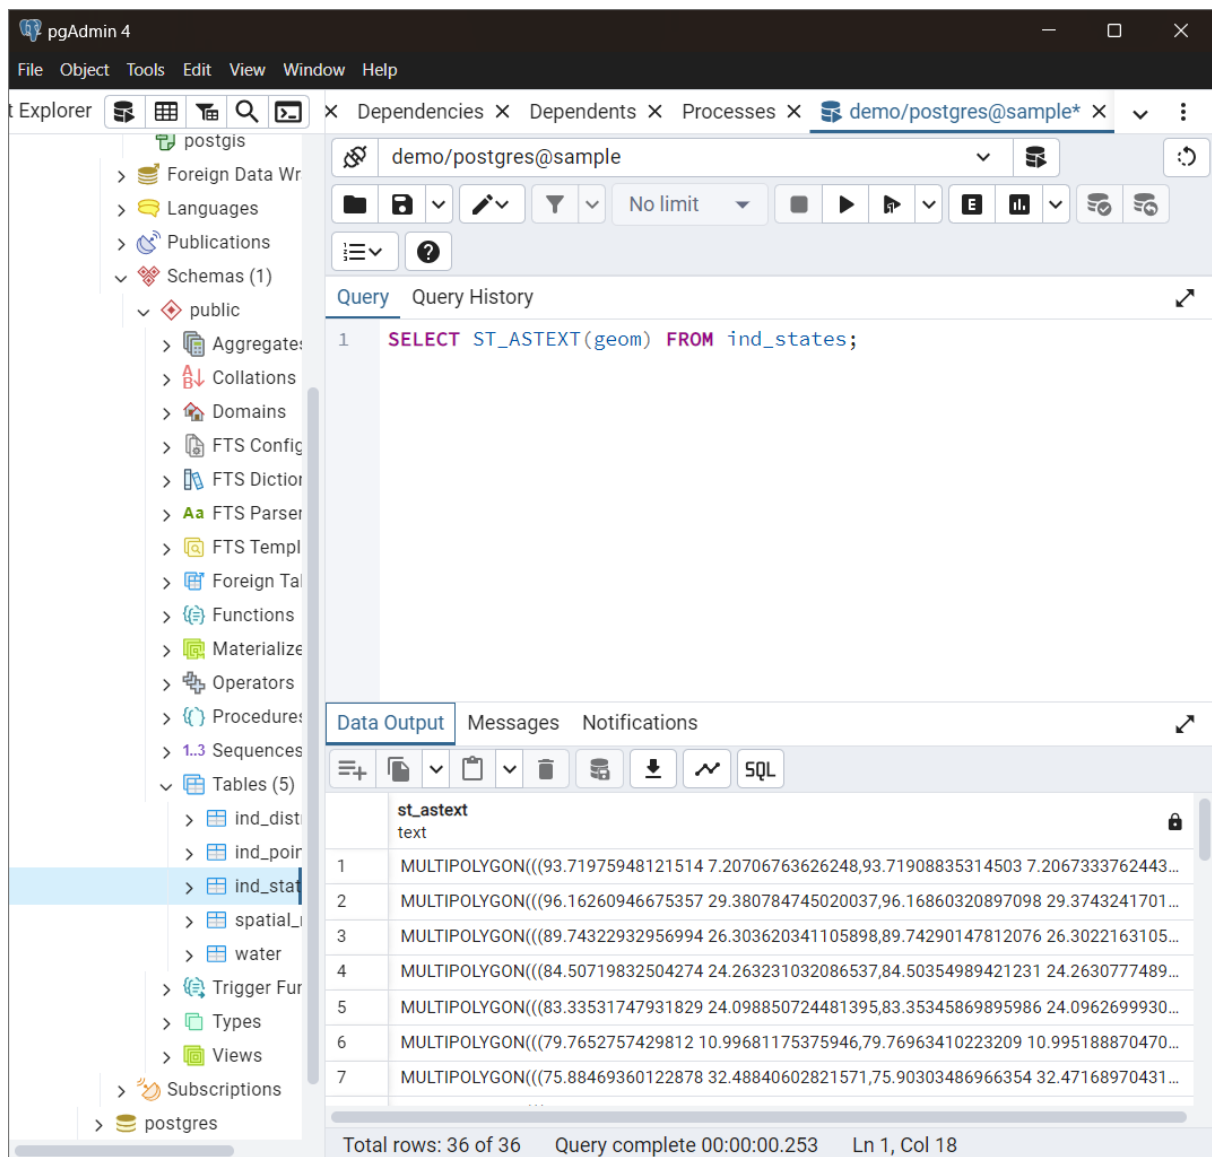 pgAdmin 4
File Object Tools Edit View Window Help
t Explorer
Dependencies Dependents Processes demo/postgres@sample*
postgis
Foreign Data Wr
Languages
Publications
Schemas (1)
public
Aggregates
Collations
Domains
FTS Config
FTS Diction
FTS Parser
FTS Templ
Foreign Tal
Functions
Materialize
Operators
Procedures
1..3 Sequences
Tables (5)
ind_distr
ind_poin
ind_stat
spatial_r
water
Trigger Fun
Types
Views
Subscriptions
postgres
demo/postgres@sample
No limit
E
Query Query History
1 SELECT ST_ASTEXT(geom) FROM ind_states;
Data Output Messages Notifications
SQL
st_astext
text
1 MULTIPOLYGON(((93.71975948121514 7.20706763626248,93.71908835314503 7.2067333762443...
2 MULTIPOLYGON(((96.16260946675357 29.380784745020037,96.16860320897098 29.3743241701...
3 MULTIPOLYGON(((89.74322932956994 26.303620341105898,89.74290147812076 26.3022163105...
4 MULTIPOLYGON(((84.50719832504274 24.263231032086537,84.50354989421231 24.2630777489...
5 MULTIPOLYGON(((83.33531747931829 24.098850724481395,83.35345869895986 24.0962699930...
6 MULTIPOLYGON(((79.7652757429812 10.99681175375946,79.76963410223209 10.995188870470...
7 MULTIPOLYGON(((75.88469360122878 32.48840602821571,75.90303486966354 32.47168970431...
Total rows: 36 of 36 Query complete 00:00:00.253 Ln 1, Col 18